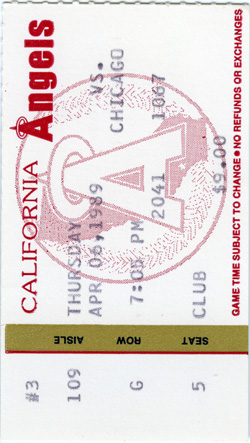 CALIFORNIA Angels
THURSDAY VS.
APR 06,1989 CHICAGO
7:05 PM 2041 1067
CLUB $9.00
GAME TIME SUBJECT TO CHANGE • NO REFUNDS OR EXCHANGES
AISLE ROW SEAT
#3 109 G 5